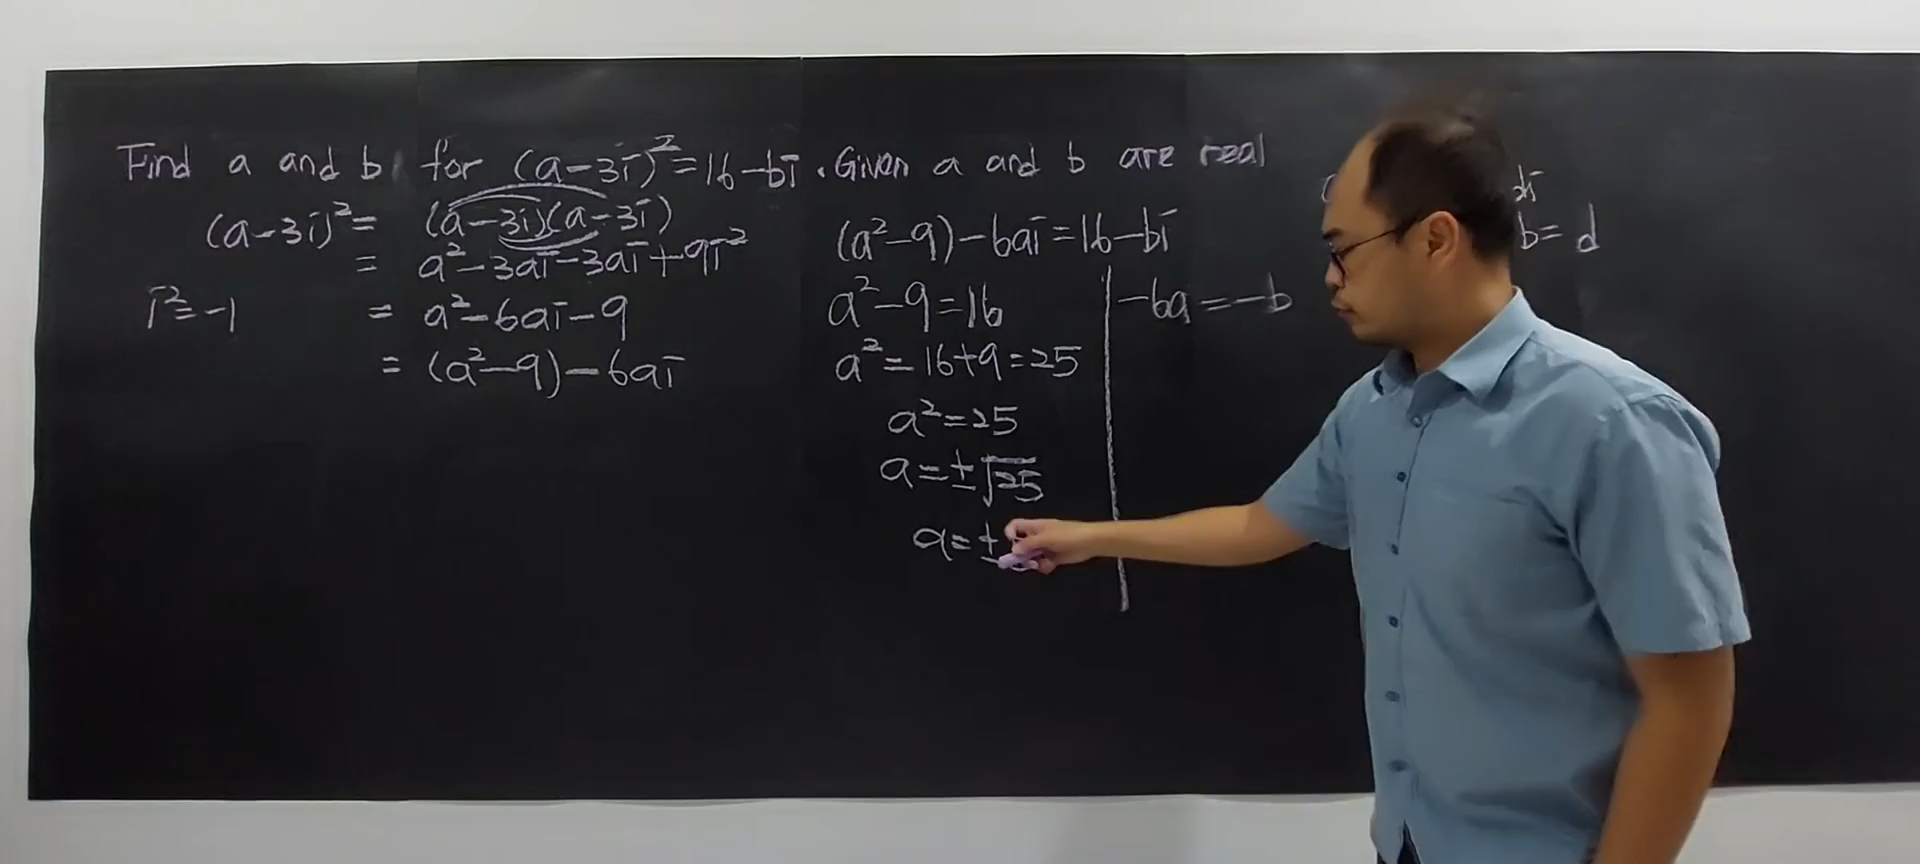 Find a and b, for (a-3i)²=16-bi. Given a and b are real
(a-3i)²= (a-3i)(a-3i)
= a²-3ai-3ai+9i²
i²=-1 = a²-6ai-9
= (a²-9)-6ai
(a²-9)-6ai=16-bi
a²-9=16
a²=16+9=25
a²=25
a=±√25
a=±
-6a=-b
di
b=d